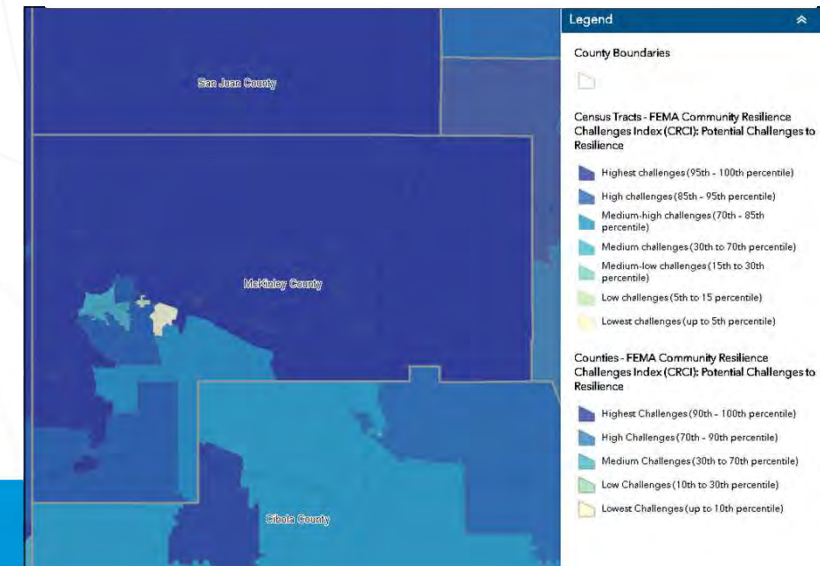 San Juan County
McKinley County
Cibola County
Legend
County Boundaries
Census Tracts - FEMA Community Resilience
Challenges Index (CRCI): Potential Challenges to
Resilience
Highest challenges (95th - 100th percentile)
High challenges (85th - 95th percentile)
Medium-high challenges (70th - 85th
percentile)
Medium challenges (30th to 70th percentile)
Medium-low challenges (15th to 30th
percentile)
Low challenges (5th to 15 percentile)
Lowest challenges (up to 5th percentile)
Counties - FEMA Community Resilience
Challenges Index (CRCI): Potential Challenges to
Resilience
Highest Challenges (90th - 100th percentile)
High Challenges (70th - 90th percentile)
Medium Challenges (30th to 70th percentile)
Low Challenges (10th to 30th percentile)
Lowest Challenges (up to 10th percentile)